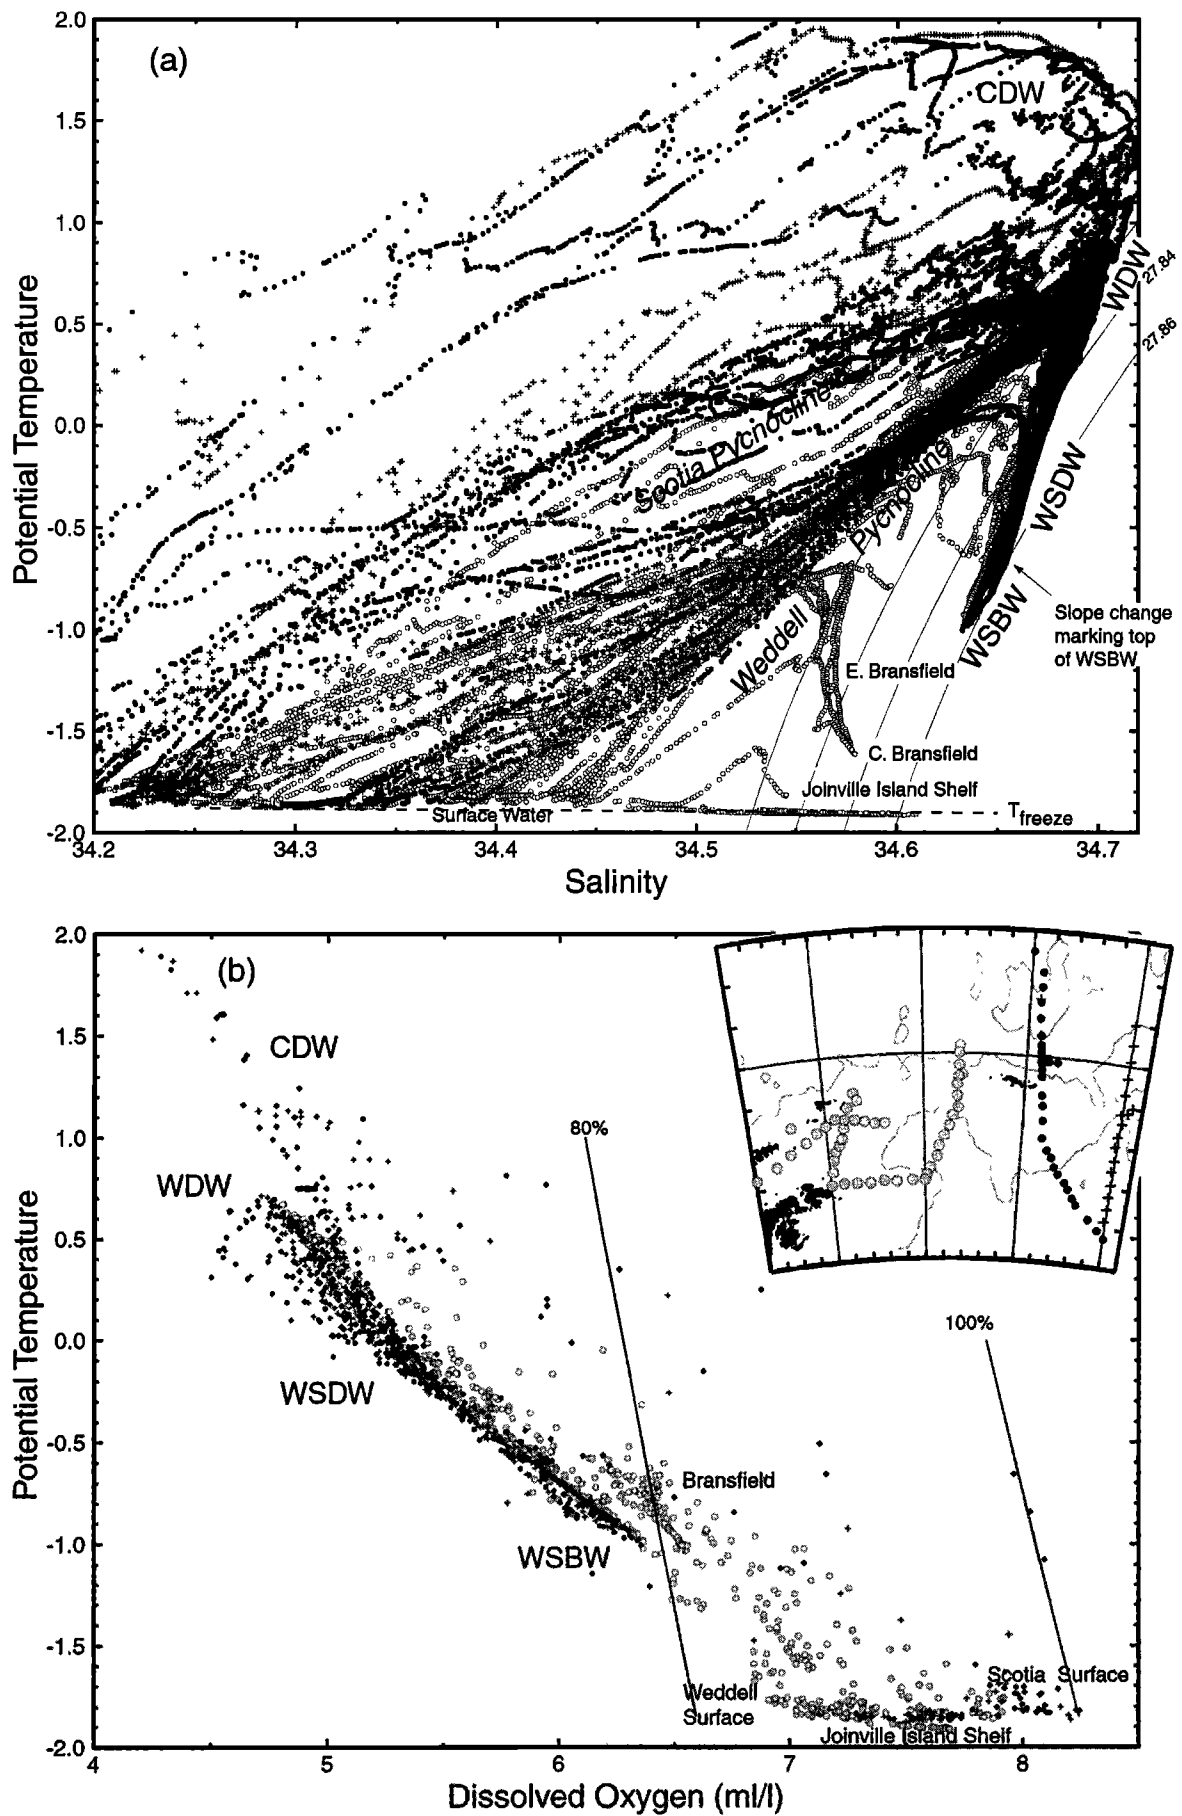 (a)
2.0
1.5
1.0
0.5
0.0
-0.5
-1.0
-1.5
-2.0
Potential Temperature
CDW
WDW
27.84
27.86
Scotia Pycnocline
Weddell Pycnocline
WSDW
WSBW
Slope change
marking top
of WSBW
E. Bransfield
C. Bransfield
Joinville Island Shelf
Surface Water
Tfreeze
34.2 34.3 34.4 34.5 34.6 34.7
Salinity
(b)
2.0
1.5
1.0
0.5
0.0
-0.5
-1.0
-1.5
-2.0
Potential Temperature
CDW
WDW
80%
100%
WSDW
Bransfield
WSBW
Weddell
Surface
Scotia Surface
Joinville Island Shelf
4 5 6 7 8
Dissolved Oxygen (ml/l)